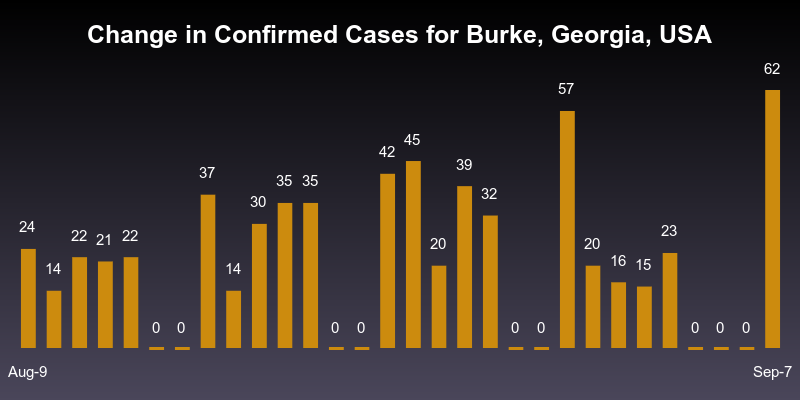 Change in Confirmed Cases for Burke, Georgia, USA
24 14 22 21 22 0 0 37 14 30 35 35 0 0 42 45 20 39 32 0 0 57 20 16 15 23 0 0 0 62
Aug-9 Sep-7